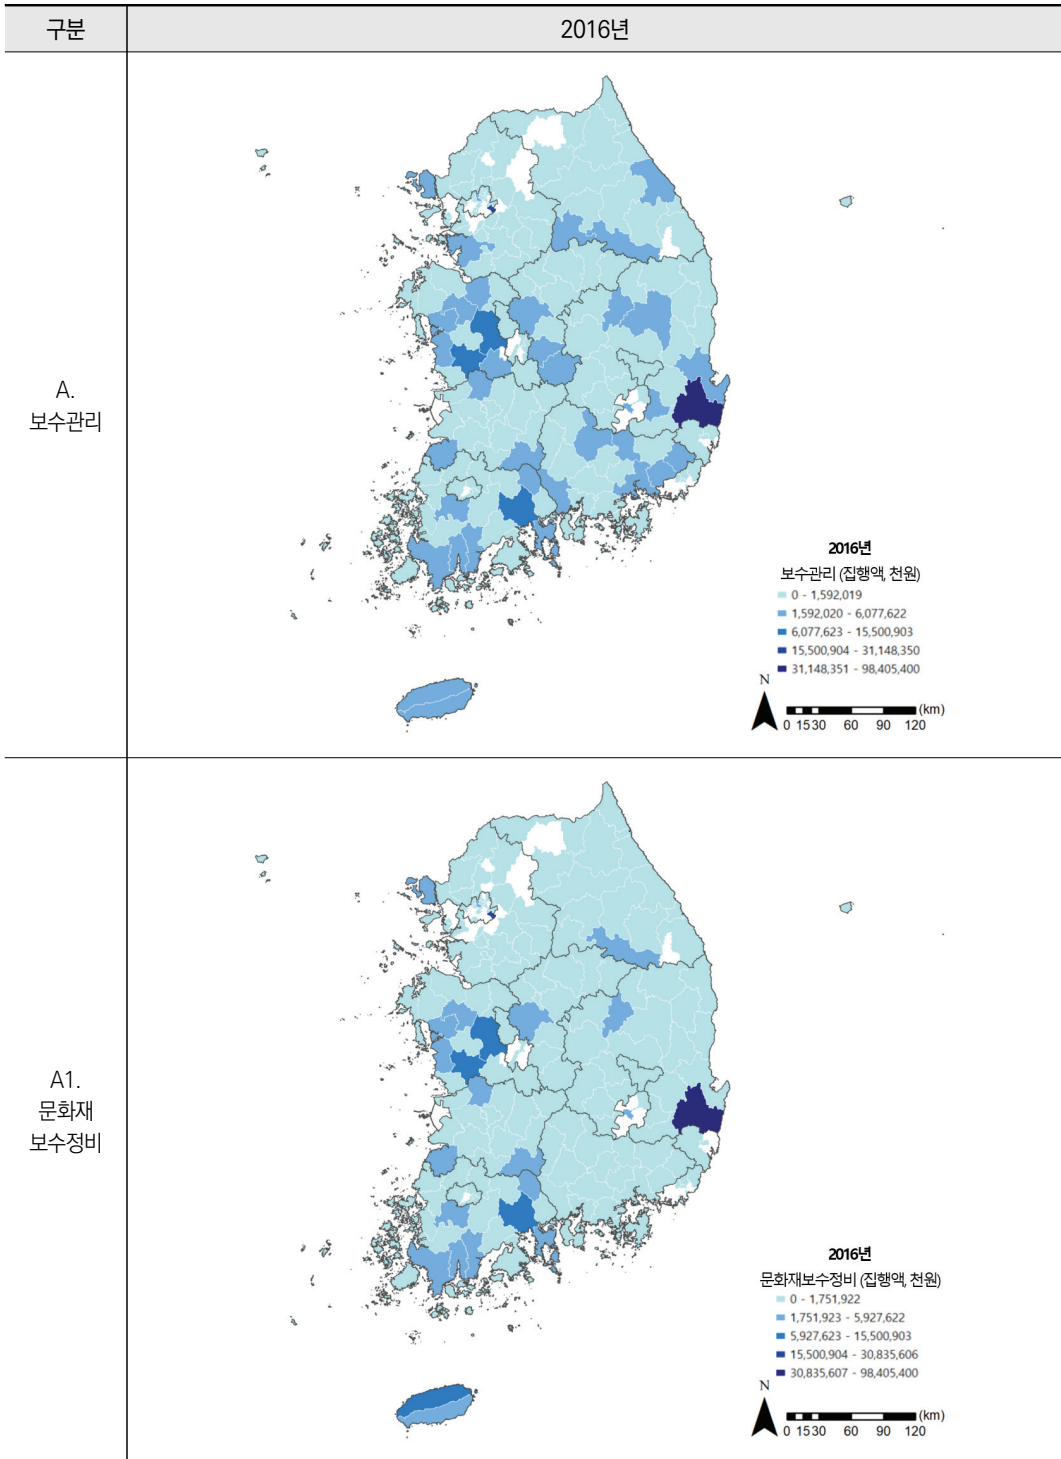 구분
2016년
A.
보수관리
2016년
보수관리 (집행액, 천원)
0 - 1,592,019
1,592,020 - 6,077,622
6,077,623 - 15,500,903
15,500,904 - 31,148,350
31,148,351 - 98,405,400
N
(km)
0 15 30 60 90 120
A1.
문화재
보수정비
2016년
문화재보수정비 (집행액, 천원)
0 - 1,751,922
1,751,923 - 5,927,622
5,927,623 - 15,500,903
15,500,904 - 30,835,606
30,835,607 - 98,405,400
N
(km)
0 15 30 60 90 120